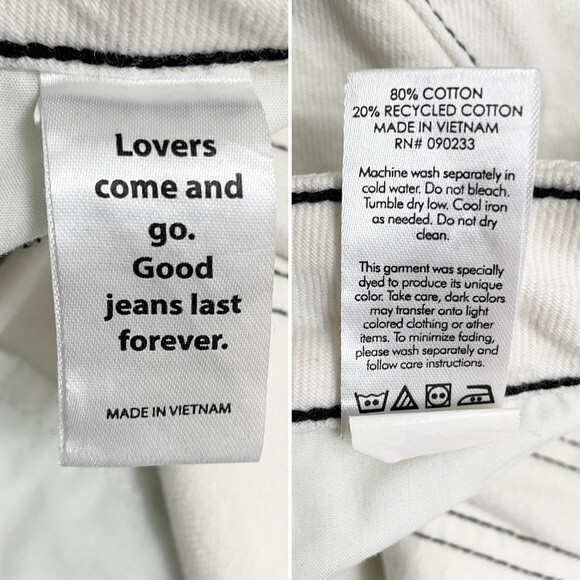 Lovers
come and
go.
Good
jeans last
forever.
MADE IN VIETNAM
80% COTTON
20% RECYCLED COTTON
MADE IN VIETNAM
RN# 090233
Machine wash separately in
cold water. Do not bleach.
Tumble dry low. Cool iron
as needed. Do not dry
clean.
This garment was specially
dyed to produce its unique
color. Take care, dark colors
may transfer onto light
colored clothing or other
items. To minimize fading,
please wash separately and
follow care instructions.